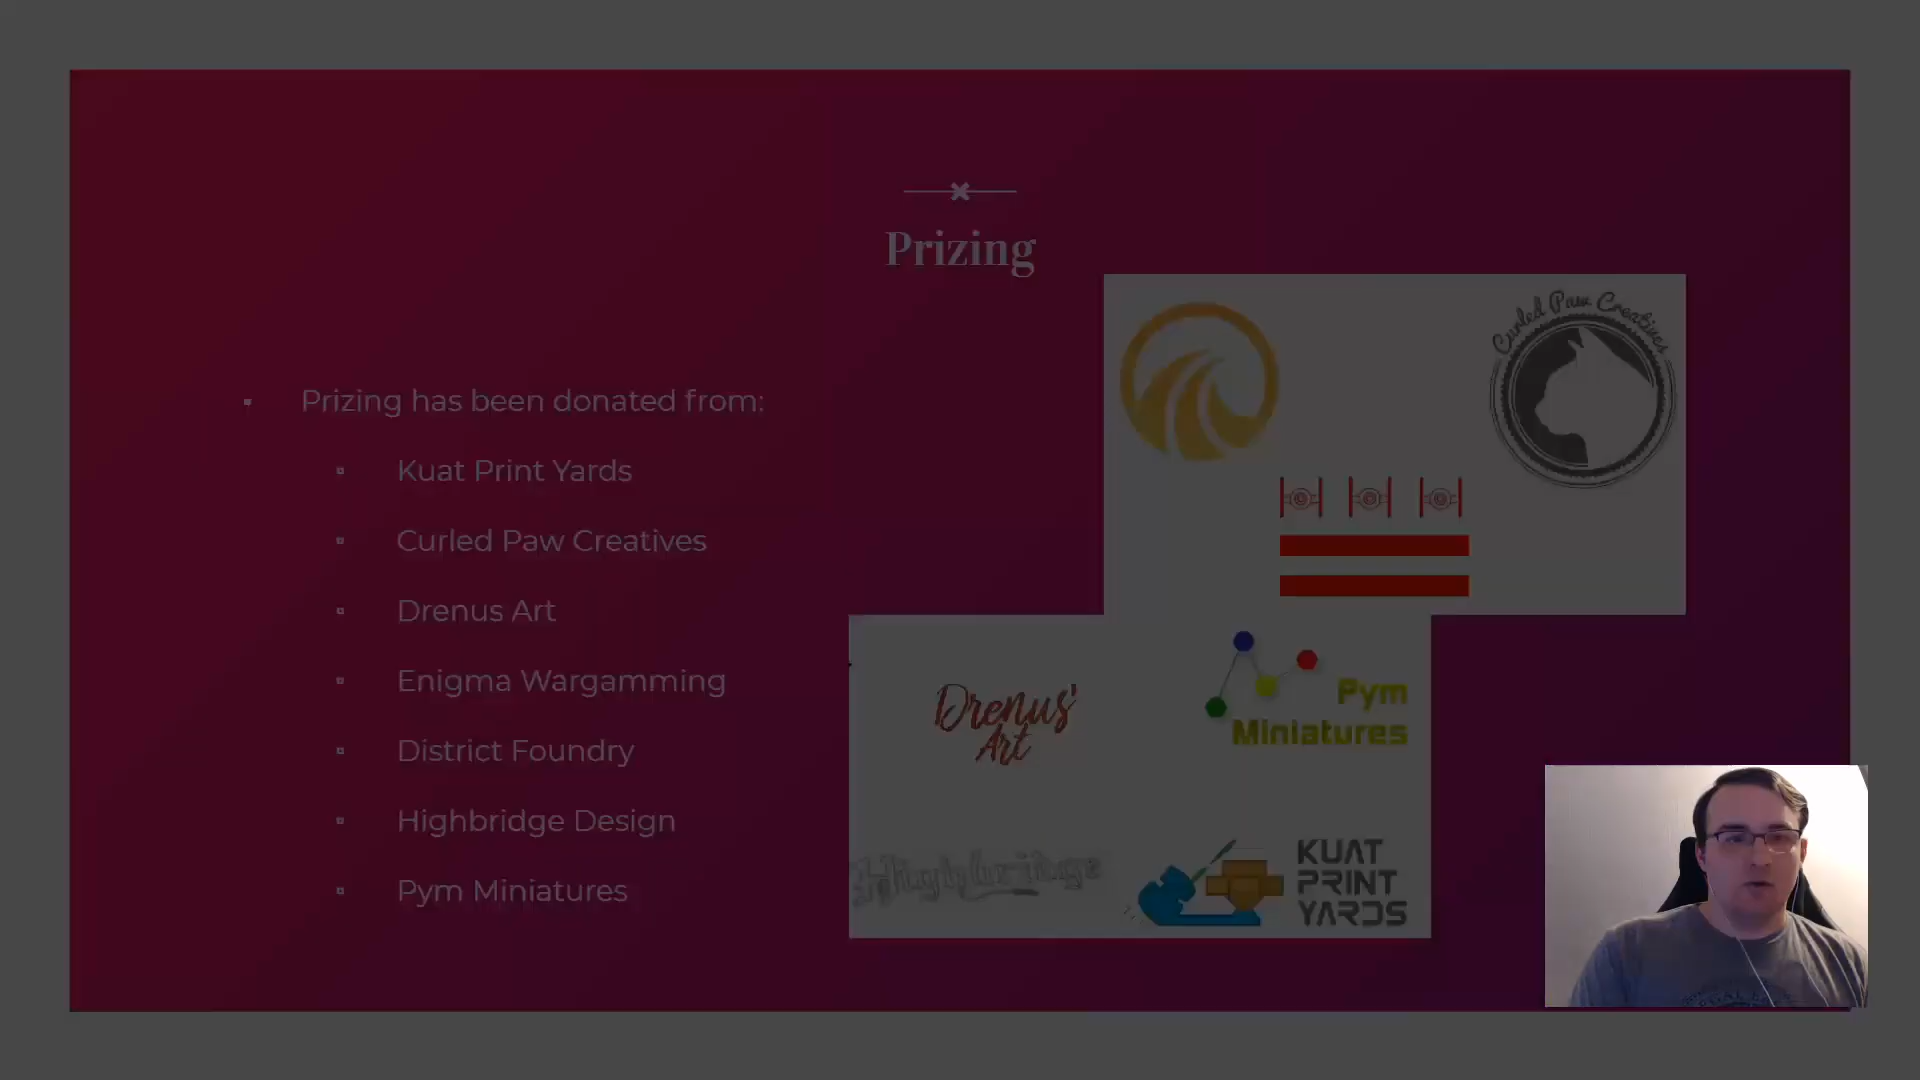 Prizing
Prizing has been donated from:
Kuat Print Yards
Curled Paw Creatives
Drenus Art
Enigma Wargamming
District Foundry
Highbridge Design
Pym Miniatures
Curled Paw Creatives
Drenus'
Art
Pym
Miniatures
Highbridge
KUAT
PRINT
YARDS